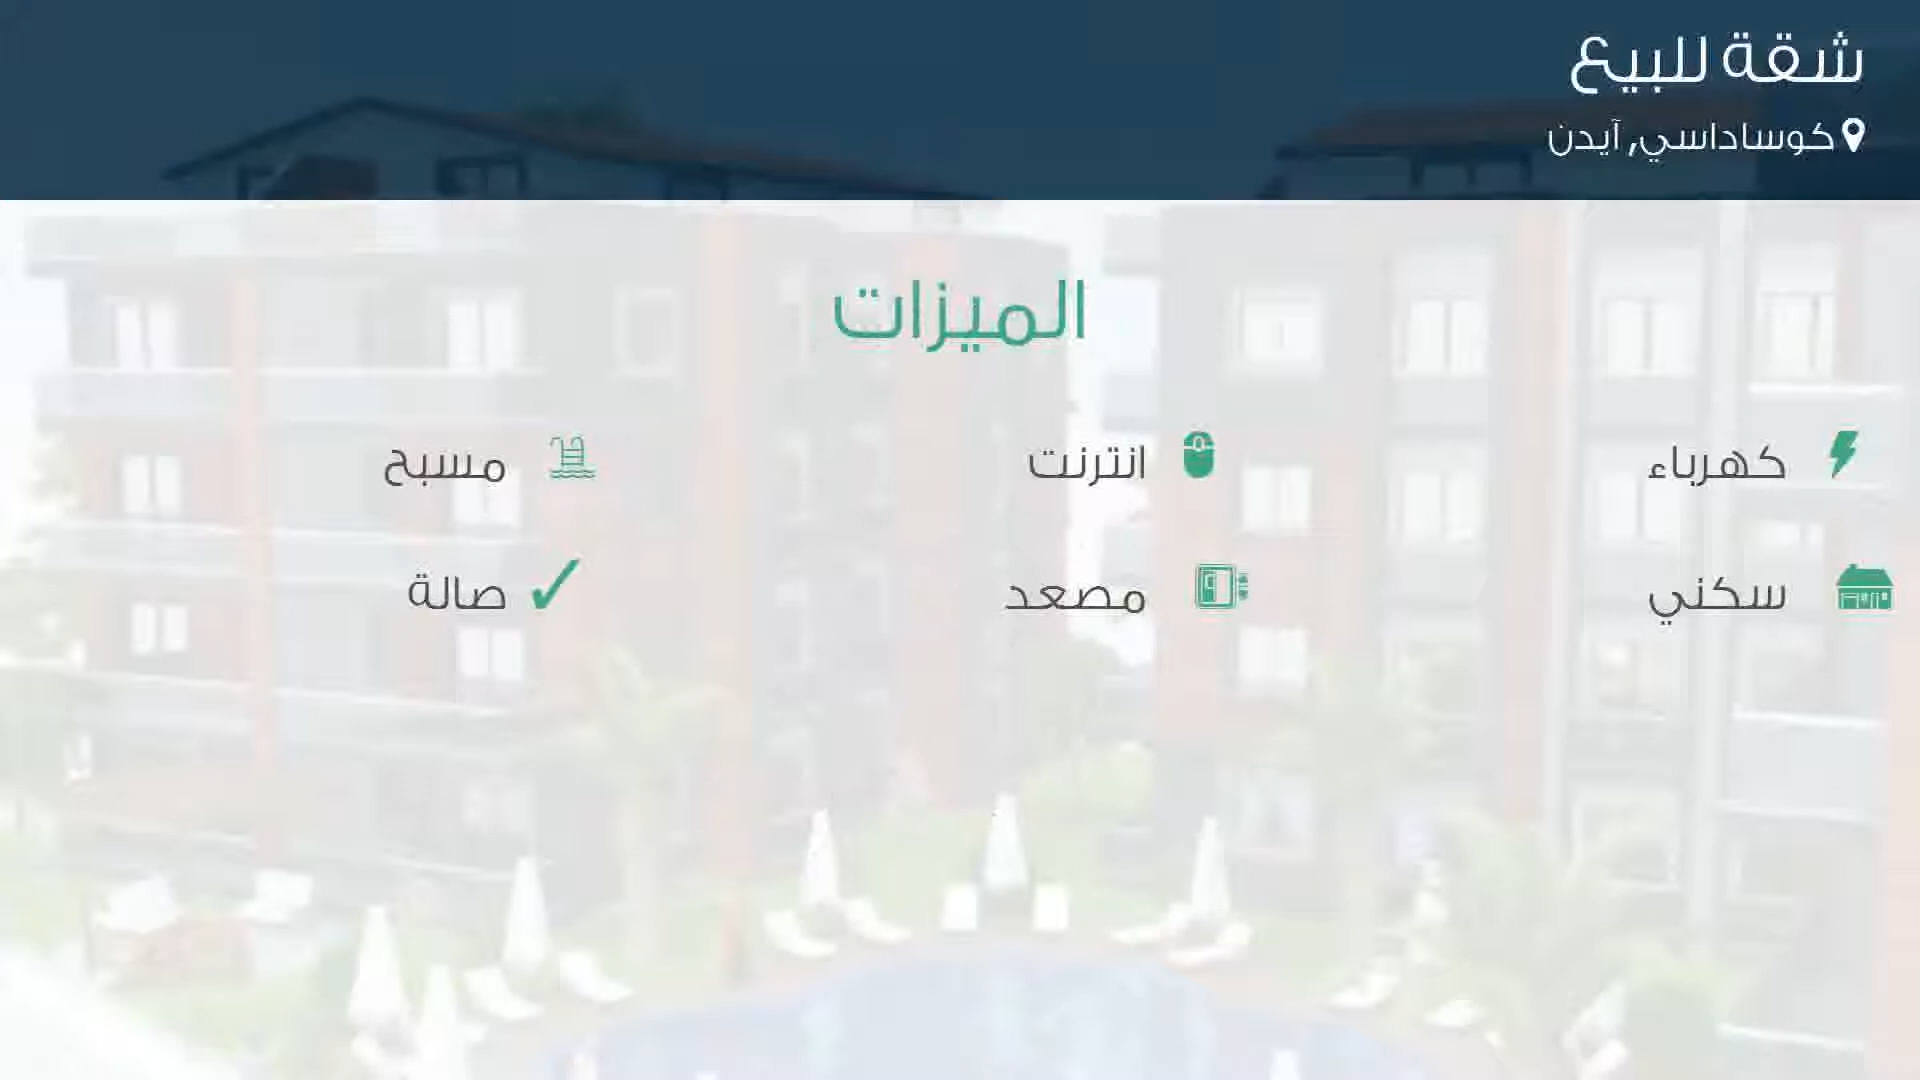 شقة للبيع
كوساداسي, آيدن
الميزات
كهرباء
انترنت
مسبح
سكني
مصعد
صالة